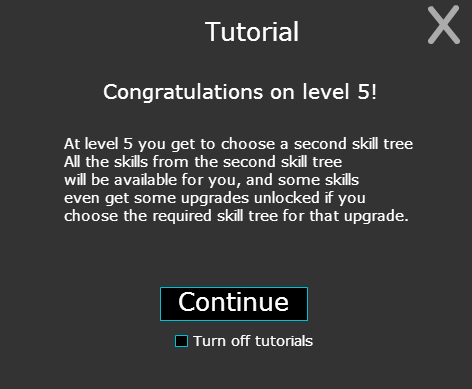 Tutorial
Congratulations on level 5!
At level 5 you get to choose a second skill tree
All the skills from the second skill tree
will be available for you, and some skills
even get some upgrades unlocked if you
choose the required skill tree for that upgrade.
Continue
Turn off tutorials